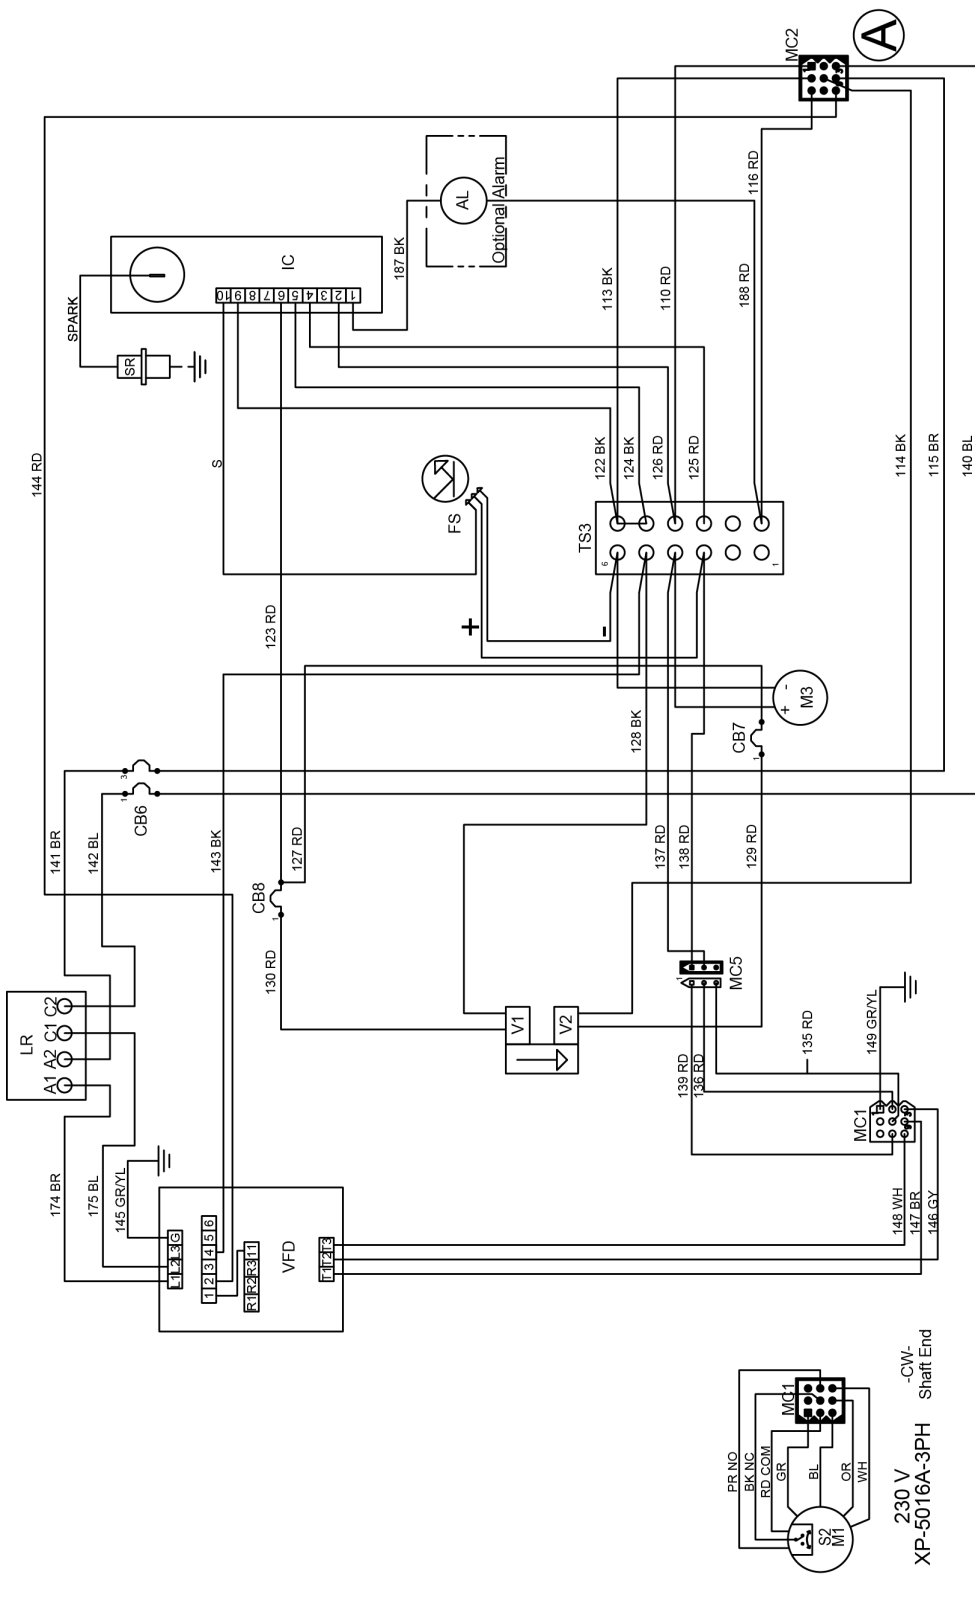 MC2
A
144 RD
SPARK
SR
IC
10 9 8 7 6 5 4 3 2 1
187 BK
AL
Optional Alarm
116 RD
113 BK
110 RD
188 RD
S
FS
122 BK
124 BK
126 RD
125 RD
TS3
6
1
114 BK
115 BR
140 BL
123 RD
+
-
128 BK
+ -
M3
CB7
1
3
1
CB6
141 BR
142 BL
143 BK
127 RD
CB8
1
137 RD
138 RD
129 RD
130 RD
1
MC5
LR
A1 A2 C1 C2
V1
V2
139 RD
136 RD
135 RD
149 GR/YL
MC1
1
3
174 BR
175 BL
145 GR/YL
148 WH
147 BR
146 GY
L1 L2 L3 G
1 2 3 4 5 6
R1 R2 R3 11
VFD
T1 T2 T3
PR NO
BK NC
RD COM
GR
BL
OR
WH
MC1
S2
M1
230 V
XP-5016A-3PH
-CW-
Shaft End